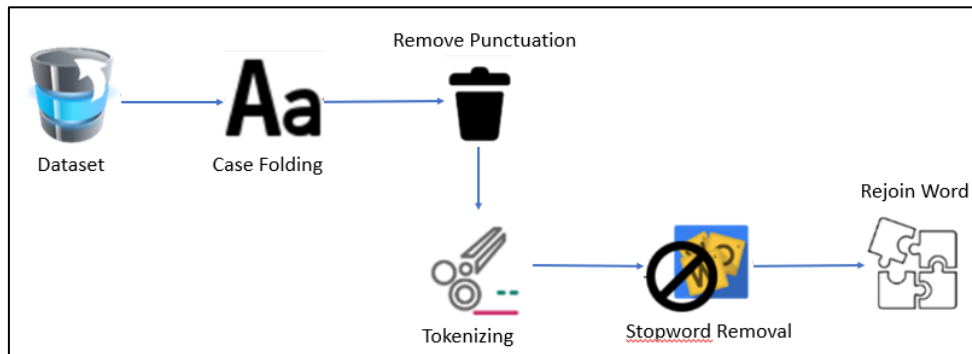 Dataset
Aa
Case Folding
Remove Punctuation
Tokenizing
Stopword Removal
Rejoin Word